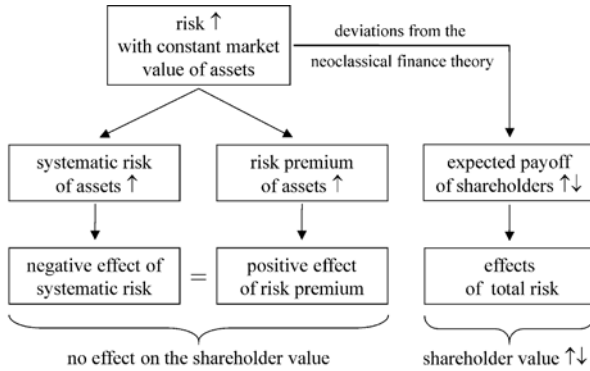 risk ↑
with constant market
value of assets
deviations from the
neoclassical finance theory
systematic risk
of assets ↑
risk premium
of assets ↑
expected payoff
of shareholders ↑↓
negative effect of
systematic risk
=
positive effect
of risk premium
effects
of total risk
no effect on the shareholder value
shareholder value ↑↓